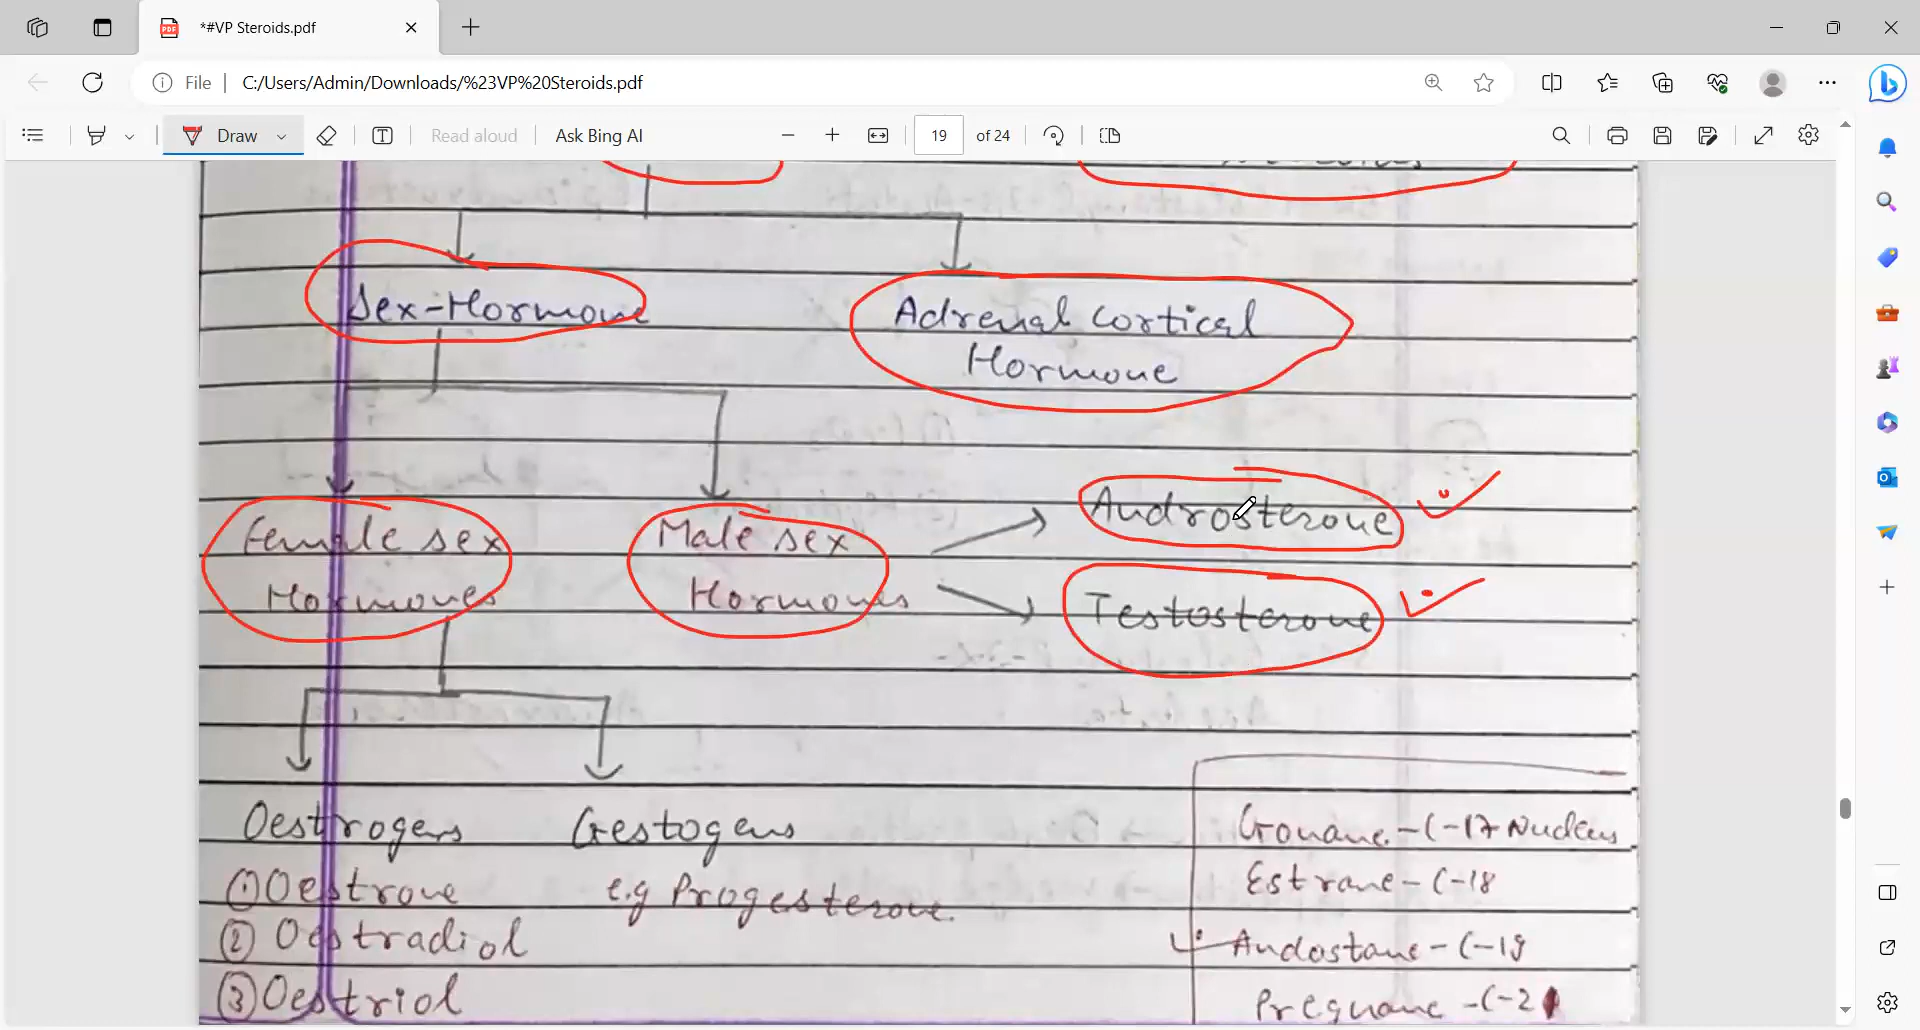 *#VP Steroids.pdf
File | C:/Users/Admin/Downloads/%23VP%20Steroids.pdf
Draw
Read aloud
Ask Bing AI
19 of 24
Sex-Hormone
Adrenal Cortical
Hormone
Female sex
Hormones
Male sex
Hormones
Androsterone
Testosterone
Oestrogens
Gestogens
① Oestrone
e.g Progesterone.
② Oestradiol
③ Oestriol
Gonane - C-17 Nucleus
Estrane - C-18
Andostane - C-19
Pregnane - C-21